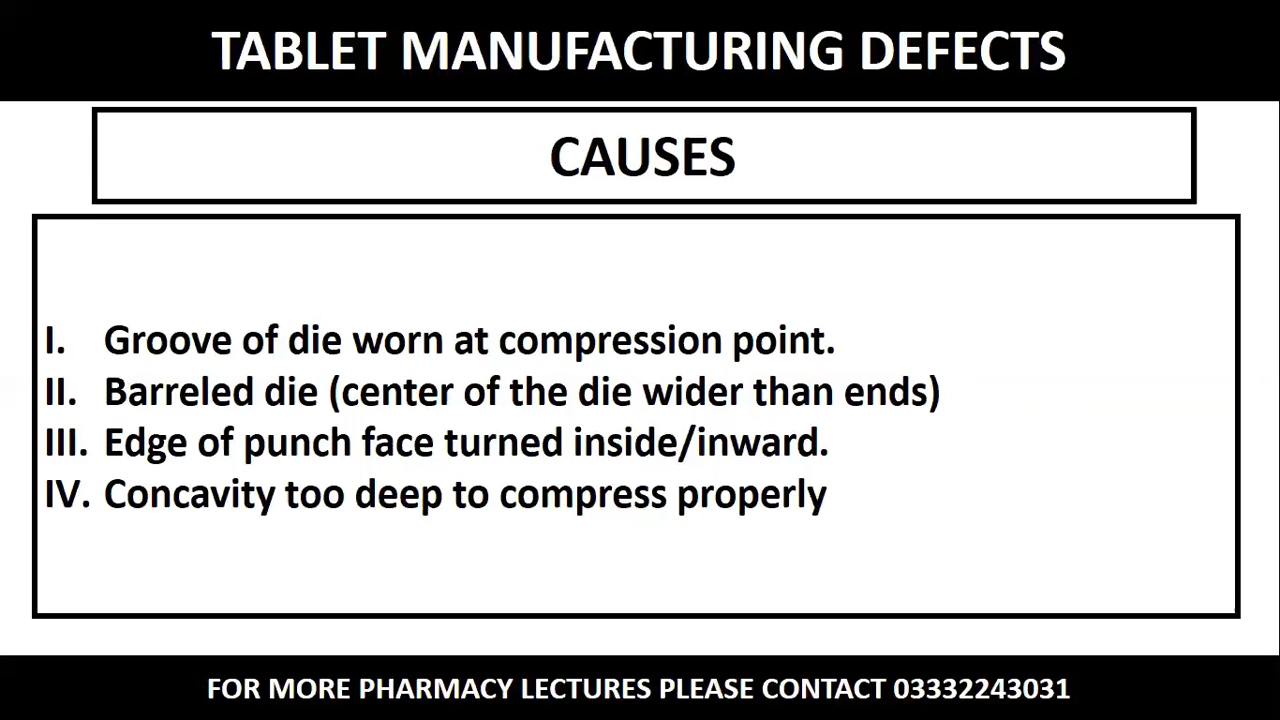 TABLET MANUFACTURING DEFECTS
CAUSES
I. Groove of die worn at compression point.
II. Barreled die (center of the die wider than ends)
III. Edge of punch face turned inside/inward.
IV. Concavity too deep to compress properly
FOR MORE PHARMACY LECTURES PLEASE CONTACT 03332243031